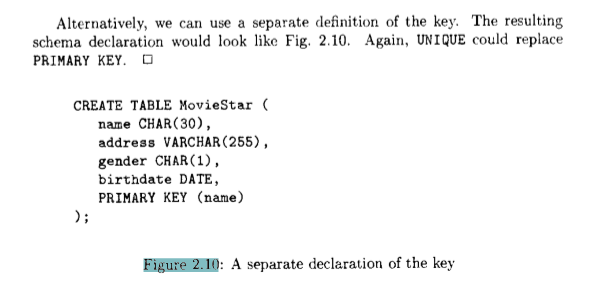 Alternatively, we can use a separate definition of the key. The resulting
schema declaration would look like Fig. 2.10. Again, UNIQUE could replace
PRIMARY KEY. □
CREATE TABLE MovieStar (
name CHAR(30),
address VARCHAR(255),
gender CHAR(1),
birthdate DATE,
PRIMARY KEY (name)
);
Figure 2.10: A separate declaration of the key